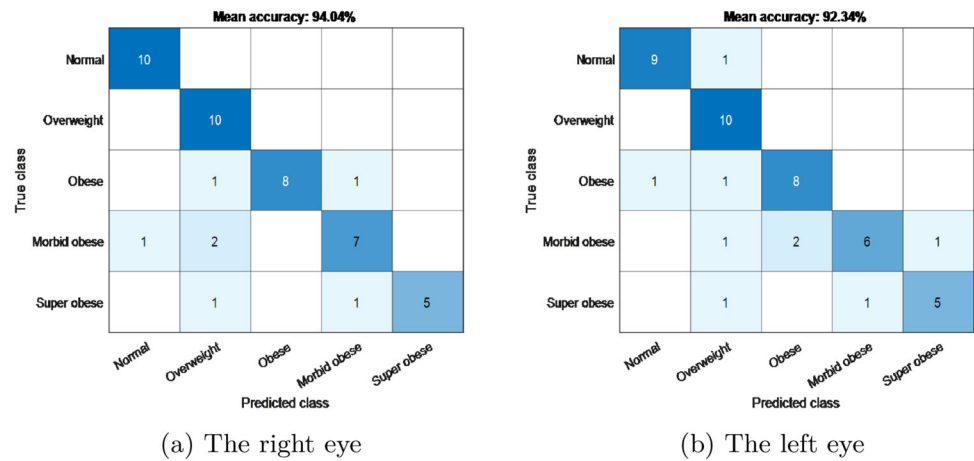 Mean accuracy: 94.04%
Normal 10
Overweight 10
Obese 1 8 1
Morbid obese 1 2 7
Super obese 1 1 5
Normal Overweight Obese Morbid obese Super obese
True class
Predicted class
(a) The right eye
Mean accuracy: 92.34%
Normal 9 1
Overweight 10
Obese 1 1 8
Morbid obese 1 2 6 1
Super obese 1 1 5
Normal Overweight Obese Morbid obese Super obese
True class
Predicted class
(b) The left eye